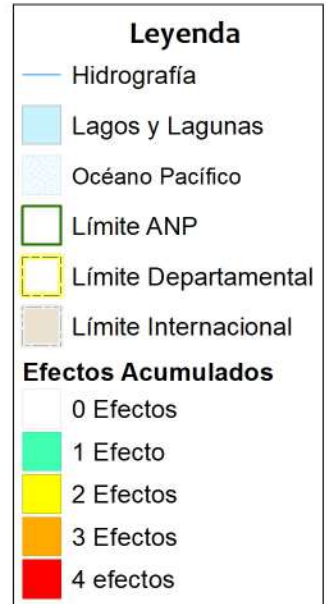 Leyenda
Hidrografía
Lagos y Lagunas
Océano Pacífico
Límite ANP
Límite Departamental
Límite Internacional
Efectos Acumulados
0 Efectos
1 Efecto
2 Efectos
3 Efectos
4 efectos